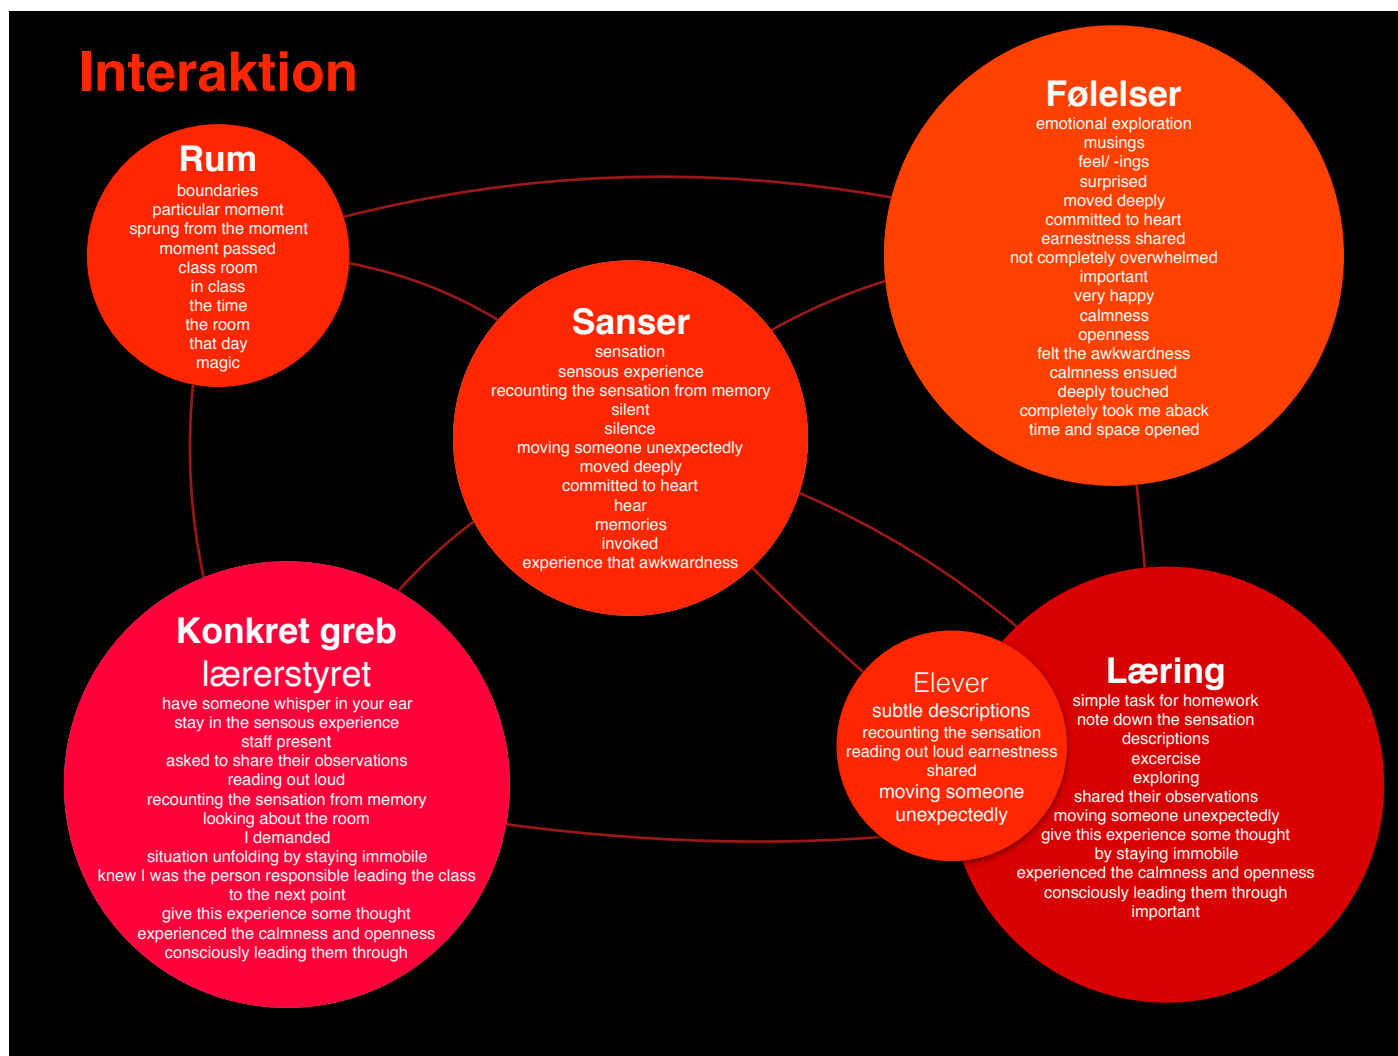 Interaktion
Rum
boundaries
particular moment
sprung from the moment
moment passed
class room
in class
the time
the room
that day
magic
Følelser
emotional exploration
musings
feel/ -ings
surprised
moved deeply
committed to heart
earnestness shared
not completely overwhelmed
important
very happy
calmness
openness
felt the awkwardness
calmness ensued
deeply touched
completely took me aback
time and space opened
Sanser
sensation
sensous experience
recounting the sensation from memory
silent
silence
moving someone unexpectedly
moved deeply
committed to heart
hear
memories
invoked
experience that awkwardness
Konkret greb
lærerstyret
have someone whisper in your ear
stay in the sensous experience
staff present
asked to share their observations
reading out loud
recounting the sensation from memory
looking about the room
I demanded
situation unfolding by staying immobile
knew I was the person responsible leading the class
to the next point
give this experience some thought
experienced the calmness and openness
consciously leading them through
Elever
subtle descriptions
recounting the sensation
reading out loud earnestness
shared
moving someone
unexpectedly
Læring
simple task for homework
note down the sensation
descriptions
excercise
exploring
shared their observations
moving someone unexpectedly
give this experience some thought
by staying immobile
experienced the calmness and openness
consciously leading them through
important